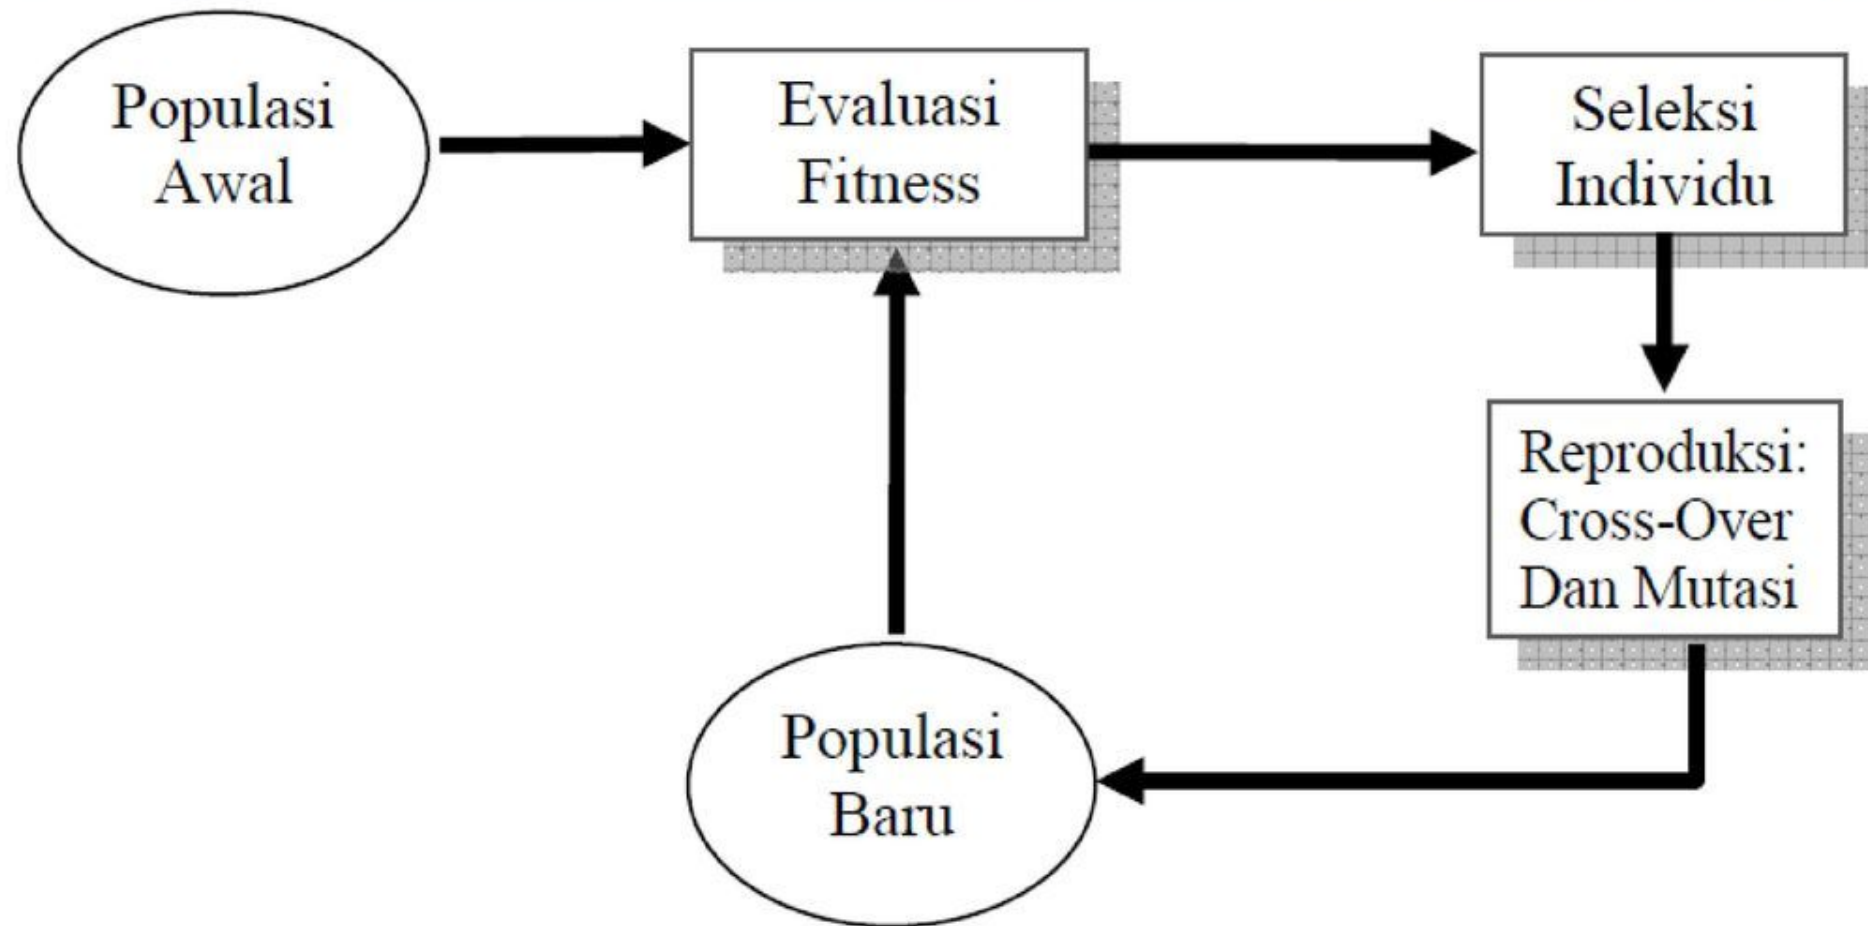 Populasi
Awal
Evaluasi
Fitness
Seleksi
Individu
Reproduksi:
Cross-Over
Dan Mutasi
Populasi
Baru